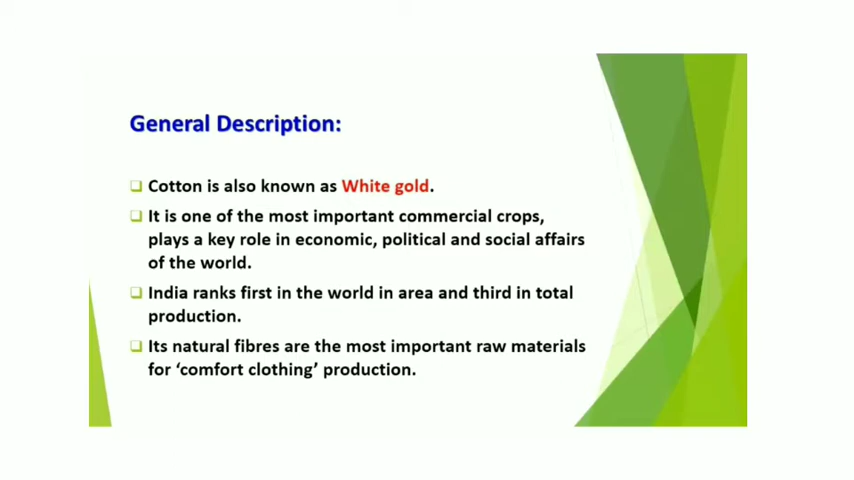 General Description:
❑ Cotton is also known as White gold.
❑ It is one of the most important commercial crops,
plays a key role in economic, political and social affairs
of the world.
❑ India ranks first in the world in area and third in total
production.
❑ Its natural fibres are the most important raw materials
for ‘comfort clothing’ production.